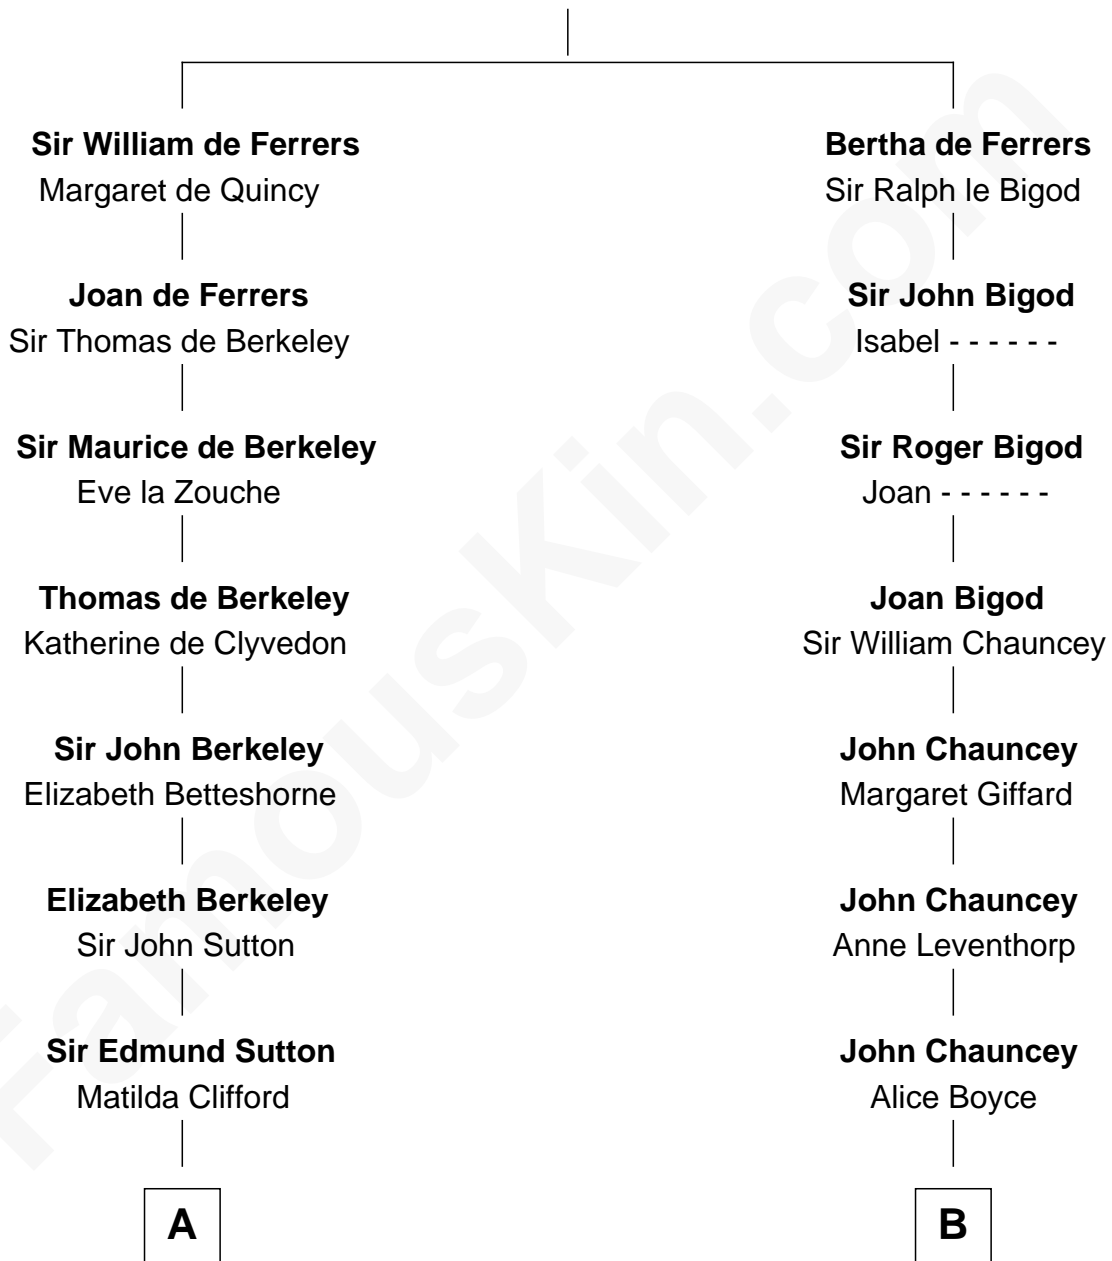 Sir William de Ferrers
Margaret de Quincy
Joan de Ferrers
Sir Thomas de Berkeley
Sir Maurice de Berkeley
Eve la Zouche
Thomas de Berkeley
Katherine de Clyvedon
Sir John Berkeley
Elizabeth Betteshorne
Elizabeth Berkeley
Sir John Sutton
Sir Edmund Sutton
Matilda Clifford
A
Bertha de Ferrers
Sir Ralph le Bigod
Sir John Bigod
Isabel - - - - - -
Sir Roger Bigod
Joan - - - - - -
Joan Bigod
Sir William Chauncey
John Chauncey
Margaret Giffard
John Chauncey
Anne Leventhorp
John Chauncey
Alice Boyce
B
FamousKin.com